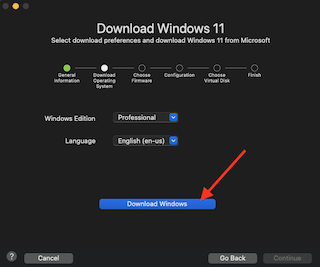 Download Windows 11
Select download preferences and download Windows 11 from Microsoft
General Information
Download Operating System
Choose Firmware
Configuration
Choose Virtual Disk
Finish
Windows Edition Professional
Language English (en-us)
Download Windows
? Cancel Go Back Continue